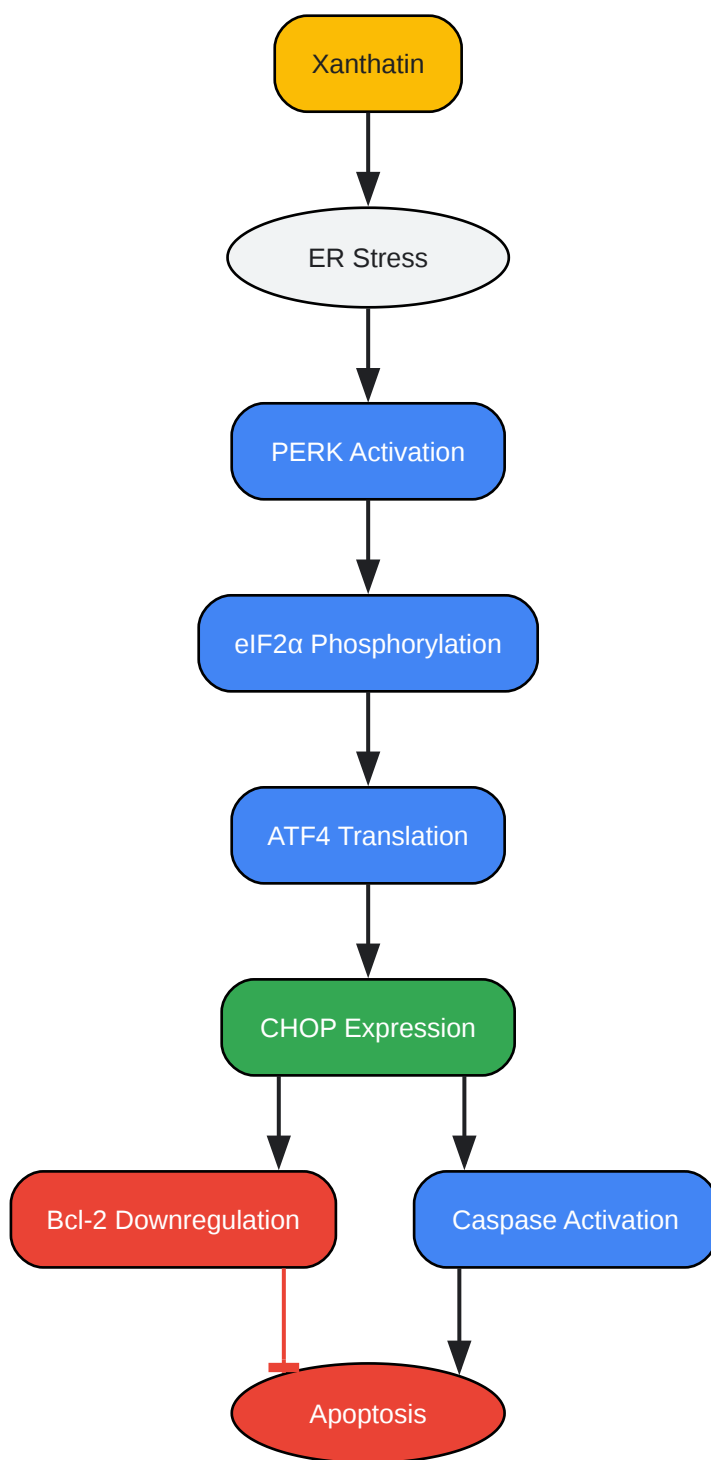 Xanthatin
ER Stress
PERK Activation
eIF2α Phosphorylation
ATF4 Translation
CHOP Expression
Bcl-2 Downregulation
Caspase Activation
Apoptosis